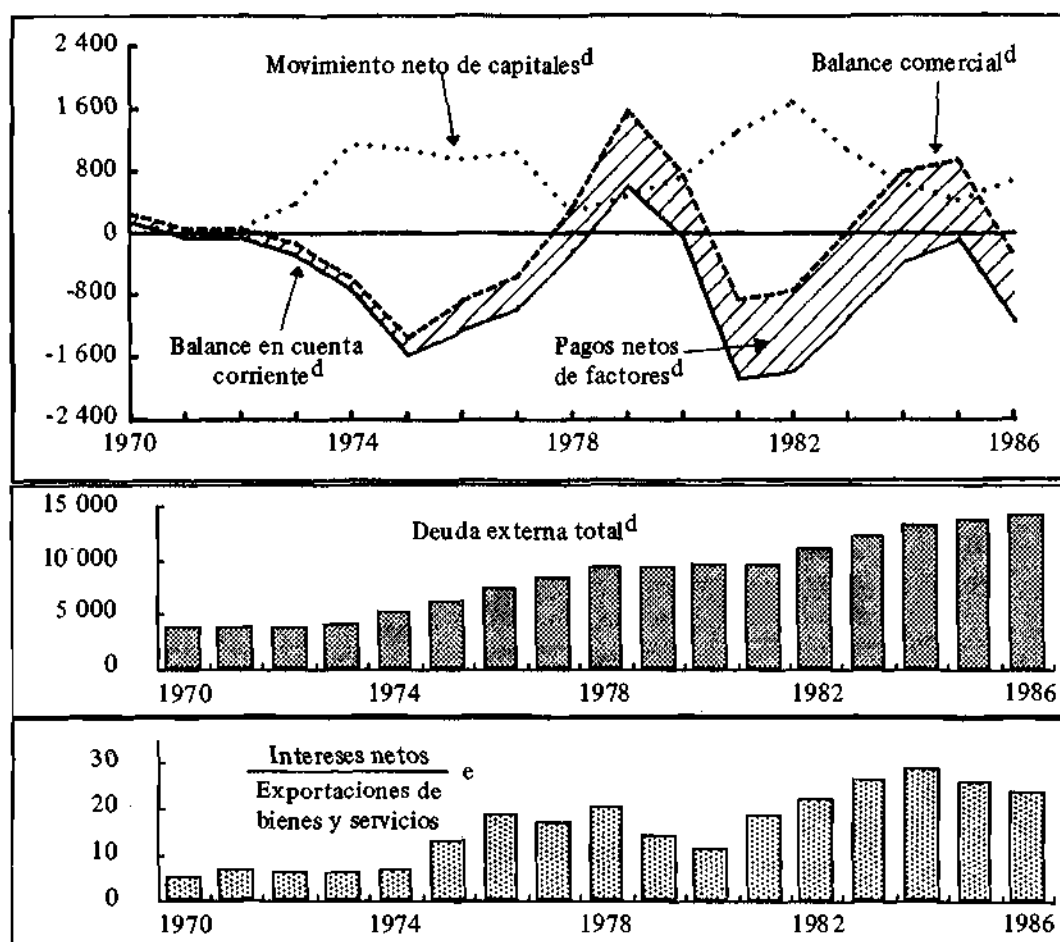 2 400
1 600
800
0
-800
-1 600
-2 400
Movimiento neto de capitales^d
Balance comercial^d
Balance en cuenta
corriente^d
Pagos netos
de factores^d
1970 1974 1978 1982 1986
15 000
10 000
5 000
0
Deuda externa total^d
1970 1974 1978 1982 1986
30
20
10
0
Intereses netos
e
Exportaciones de
bienes y servicios
1970 1974 1978 1982 1986